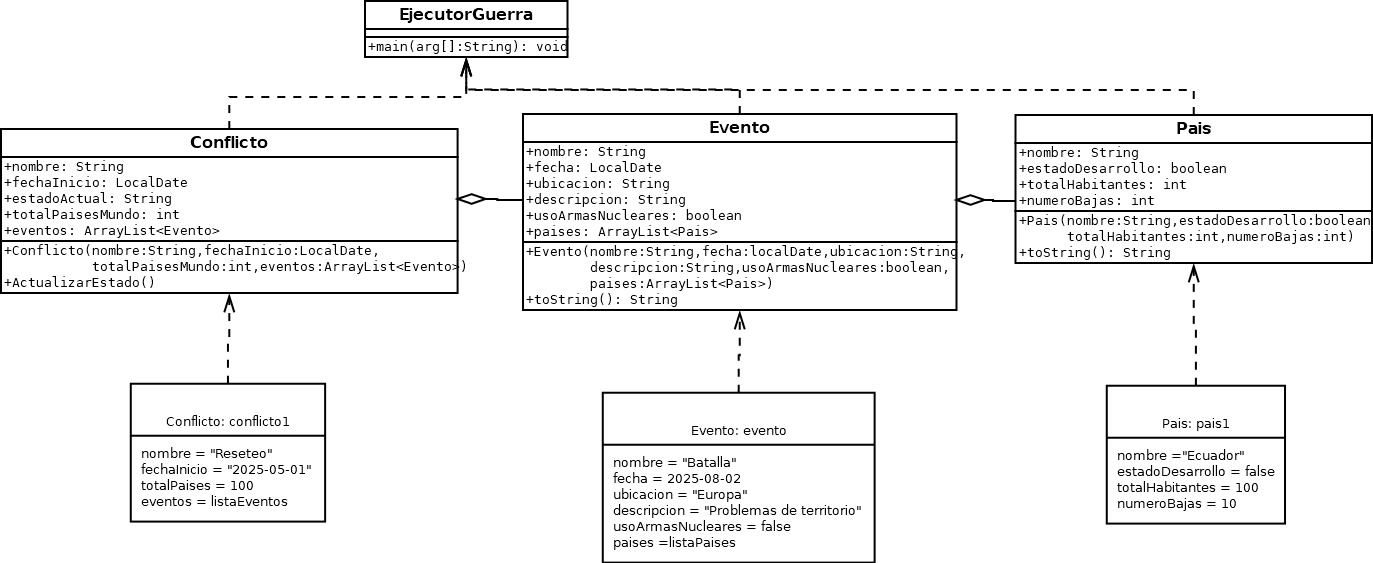 EjecutorGuerra
+main(arg[]:String): void
Conflicto
+nombre: String
+fechaInicio: LocalDate
+estadoActual: String
+totalPaisesMundo: int
+eventos: ArrayList<Evento>
+Conflicto(nombre:String,fechaInicio:LocalDate,
totalPaisesMundo:int,eventos:ArrayList<Evento>)
+ActualizarEstado()
Evento
+nombre: String
+fecha: LocalDate
+ubicacion: String
+descripcion: String
+usoArmasNucleares: boolean
+paises: ArrayList<Pais>
+Evento(nombre:String,fecha:localDate,ubicacion:String,
descripcion:String,usoArmasNucleares:boolean,
paises:ArrayList<Pais>)
+toString(): String
Pais
+nombre: String
+estadoDesarrollo: boolean
+totalHabitantes: int
+numeroBajas: int
+Pais(nombre:String,estadoDesarrollo:boolean
totalHabitantes:int,numeroBajas:int)
+toString(): String
Conflicto: conflicto1
nombre = "Reseteo"
fechaInicio = "2025-05-01"
totalPaises = 100
eventos = listaEventos
Evento: evento
nombre = "Batalla"
fecha = 2025-08-02
ubicacion = "Europa"
descripcion = "Problemas de territorio"
usoArmasNucleares = false
paises =listaPaises
Pais: pais1
nombre ="Ecuador"
estadoDesarrollo = false
totalHabitantes = 100
numeroBajas = 10